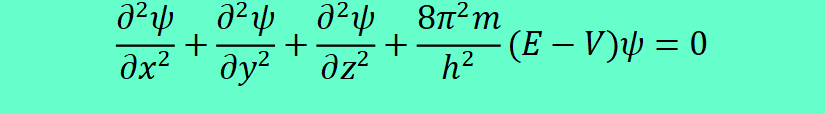 ∂²ψ/∂x² + ∂²ψ/∂y² + ∂²ψ/∂z² + 8π²m/h² (E − V)ψ = 0